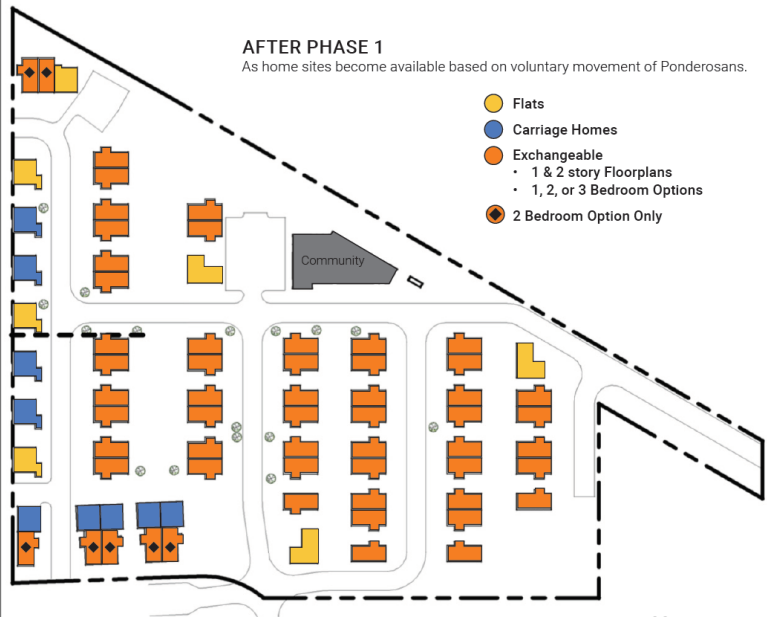 AFTER PHASE 1
As home sites become available based on voluntary movement of Ponderosans.
Flats
Carriage Homes
Exchangeable
• 1 & 2 story Floorplans
• 1, 2, or 3 Bedroom Options
2 Bedroom Option Only
Community